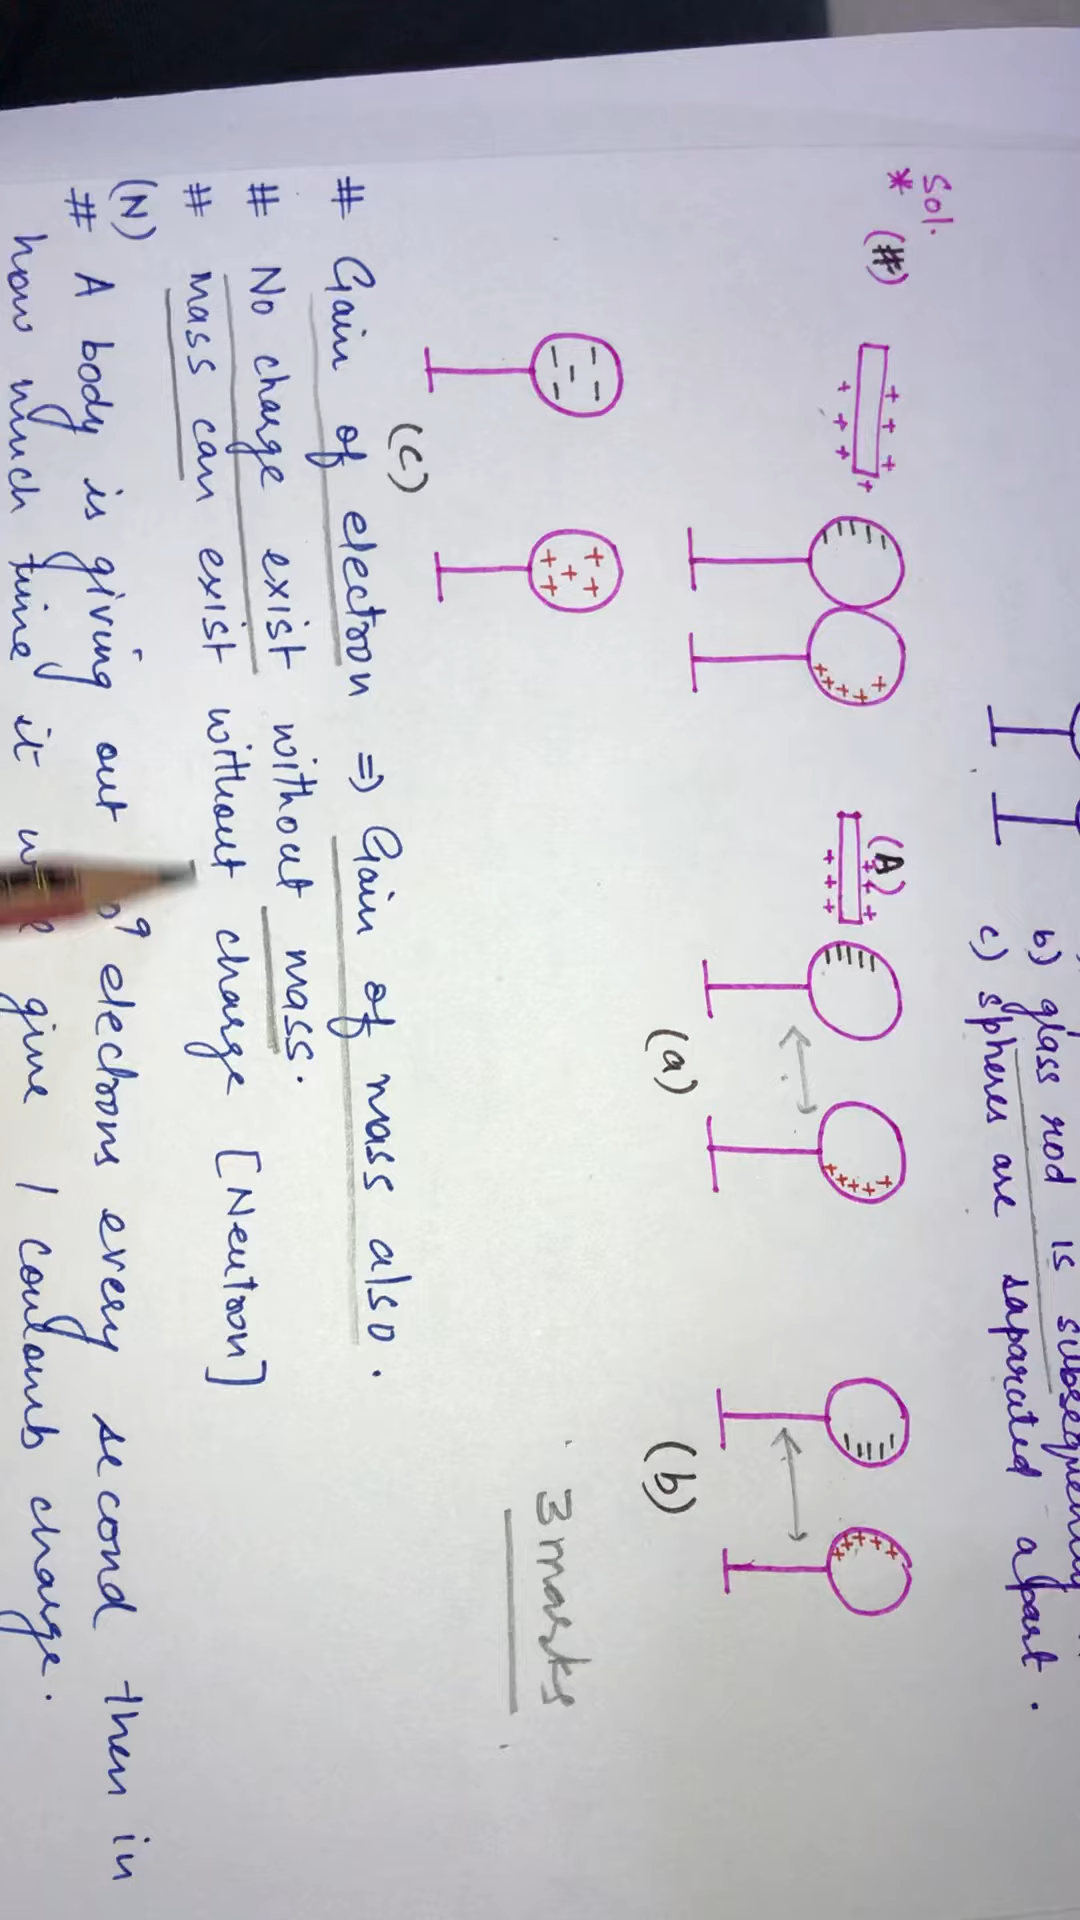 b) glass rod is subsequently
c) spheres are saparated apart.
Sol.
* (#)
(A)
(a)
(b)
(c)
3 marks
# Gain of electron ⇒ Gain of mass also.
# No charge exist without mass.
# mass can exist without charge [Neutron]
(N)
# A body is giving out electrons every second then in
how much time it give 1 coulomb charge.